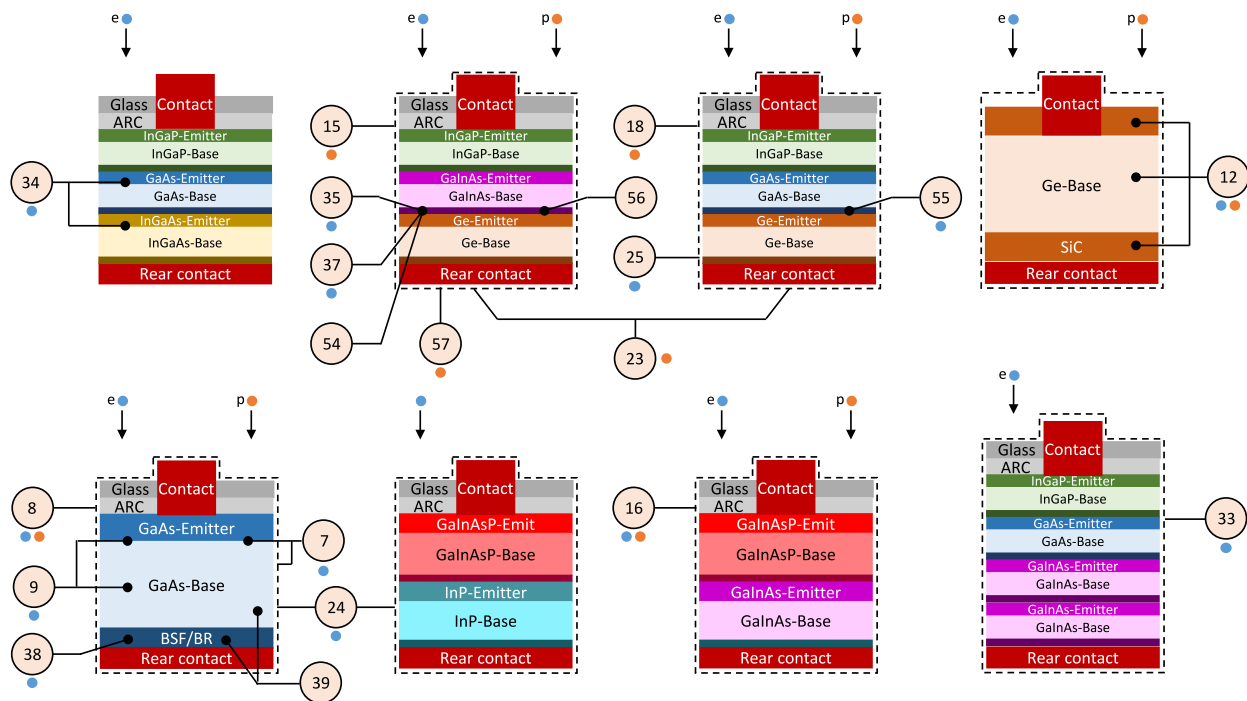 e
p
e
p
e
p
e
Glass
Contact
ARC
InGaP-Emitter
InGaP-Base
GaAs-Emitter
GaAs-Base
InGaAs-Emitter
InGaAs-Base
Rear contact
34
Glass
Contact
ARC
InGaP-Emitter
InGaP-Base
GaInAs-Emitter
GaInAs-Base
Ge-Emitter
Ge-Base
Rear contact
15
35
37
54
57
56
23
Glass
Contact
ARC
InGaP-Emitter
InGaP-Base
GaAs-Emitter
GaAs-Base
Ge-Emitter
Ge-Base
Rear contact
18
25
55
Contact
Ge-Base
SiC
Rear contact
12
e
p
e
p
e
Glass
Contact
ARC
GaAs-Emitter
GaAs-Base
BSF/BR
Rear contact
8
9
38
7
24
39
Glass
Contact
ARC
GaInAsP-Emit
GaInAsP-Base
InP-Emitter
InP-Base
Rear contact
Glass
Contact
ARC
GaInAsP-Emit
GaInAsP-Base
GaInAs-Emitter
GaInAs-Base
Rear contact
16
Glass
Contact
ARC
InGaP-Emitter
InGaP-Base
GaAs-Emitter
GaAs-Base
GaInAs-Emitter
GaInAs-Base
GaInAs-Emitter
GaInAs-Base
Rear contact
33